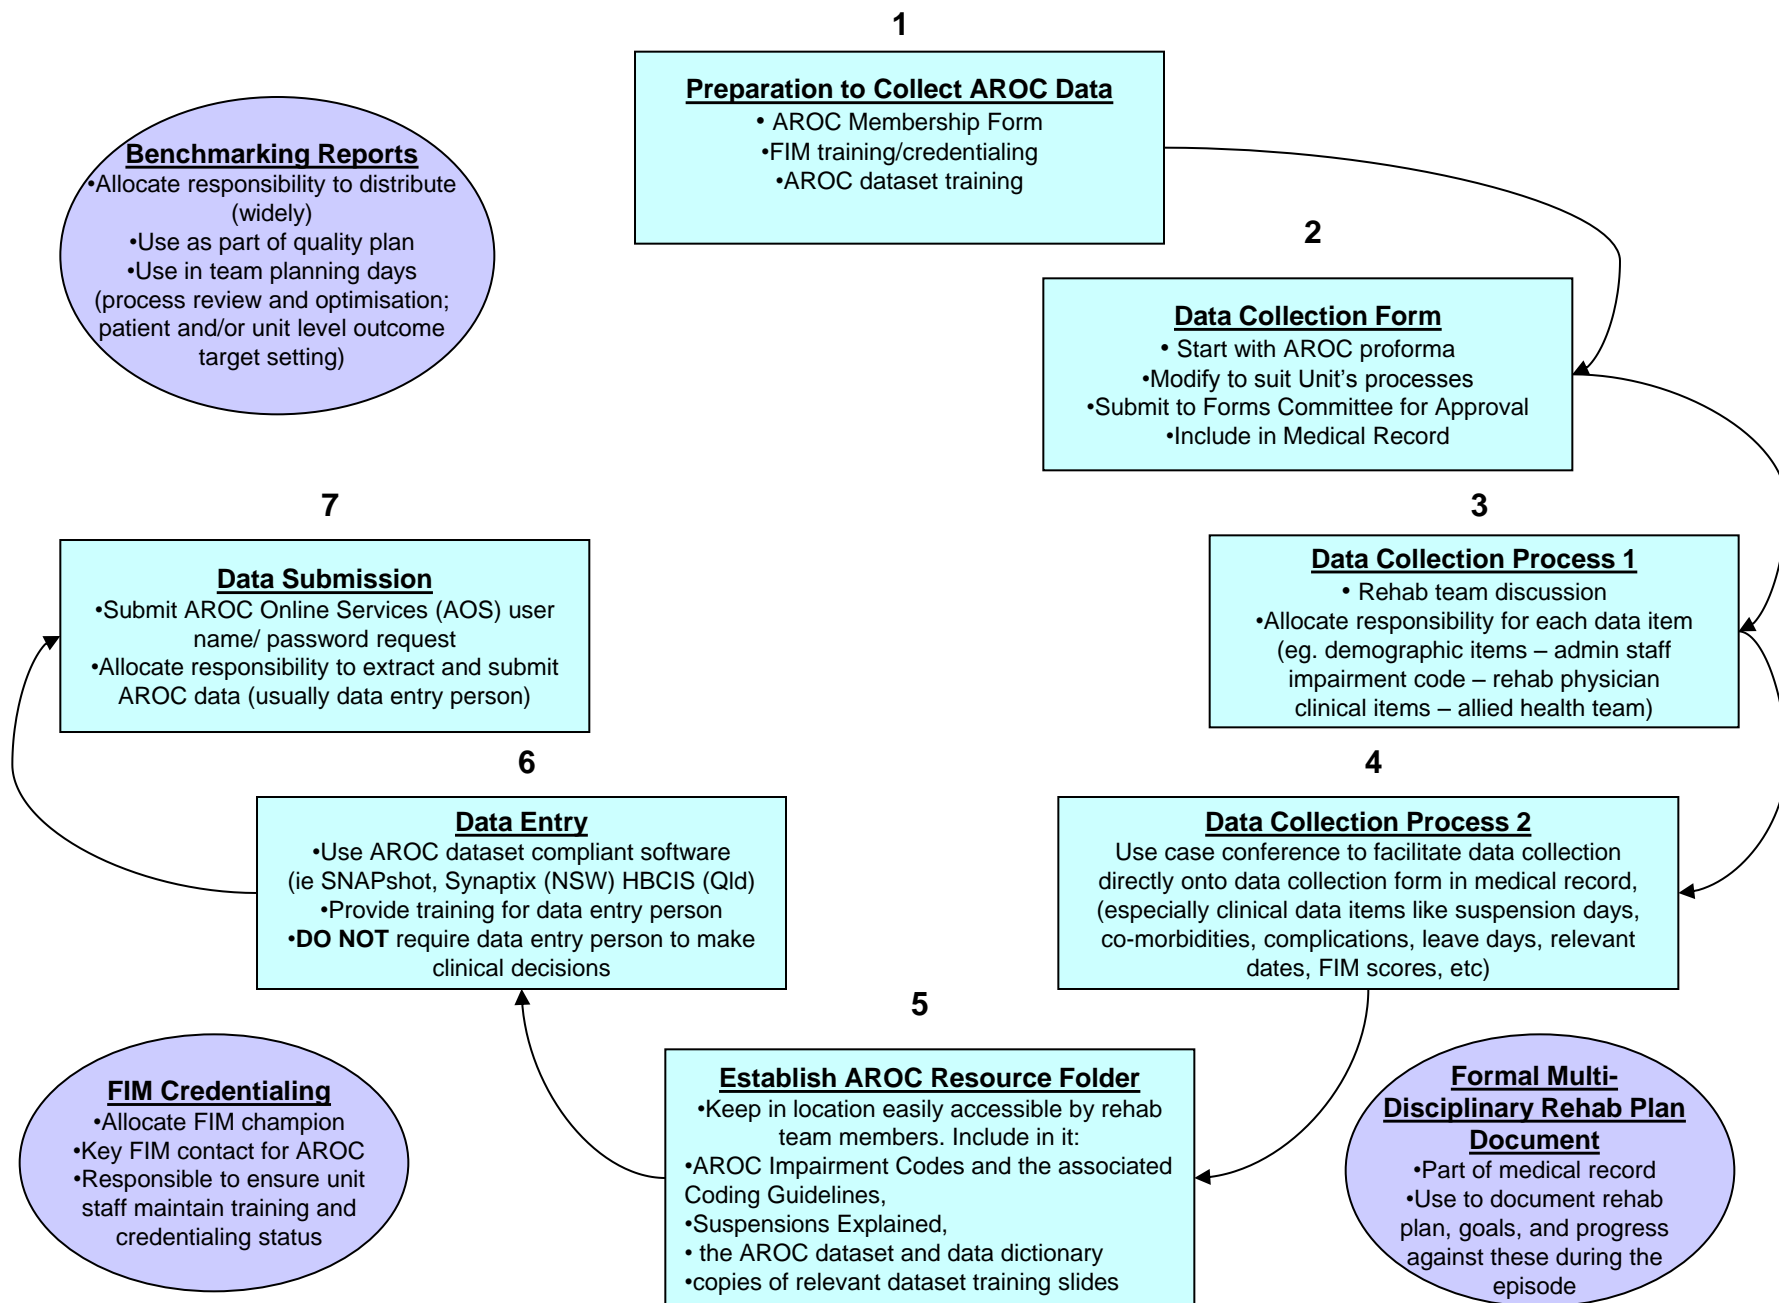 1
Preparation to Collect AROC Data
• AROC Membership Form
•FIM training/credentialing
•AROC dataset training
Benchmarking Reports
•Allocate responsibility to distribute
(widely)
•Use as part of quality plan
•Use in team planning days
(process review and optimisation;
patient and/or unit level outcome
target setting)
2
Data Collection Form
• Start with AROC proforma
•Modify to suit Unit’s processes
•Submit to Forms Committee for Approval
•Include in Medical Record
7
Data Submission
•Submit AROC Online Services (AOS) user
name/ password request
•Allocate responsibility to extract and submit
AROC data (usually data entry person)
3
Data Collection Process 1
• Rehab team discussion
•Allocate responsibility for each data item
(eg. demographic items – admin staff
impairment code – rehab physician
clinical items – allied health team)
6
Data Entry
•Use AROC dataset compliant software
(ie SNAPshot, Synaptix (NSW) HBCIS (Qld)
•Provide training for data entry person
•DO NOT require data entry person to make
clinical decisions
4
Data Collection Process 2
Use case conference to facilitate data collection
directly onto data collection form in medical record,
(especially clinical data items like suspension days,
co-morbidities, complications, leave days, relevant
dates, FIM scores, etc)
5
Establish AROC Resource Folder
•Keep in location easily accessible by rehab
team members. Include in it:
•AROC Impairment Codes and the associated
Coding Guidelines,
•Suspensions Explained,
• the AROC dataset and data dictionary
•copies of relevant dataset training slides
FIM Credentialing
•Allocate FIM champion
•Key FIM contact for AROC
•Responsible to ensure unit
staff maintain training and
credentialing status
Formal Multi-
Disciplinary Rehab Plan
Document
•Part of medical record
•Use to document rehab
plan, goals, and progress
against these during the
episode